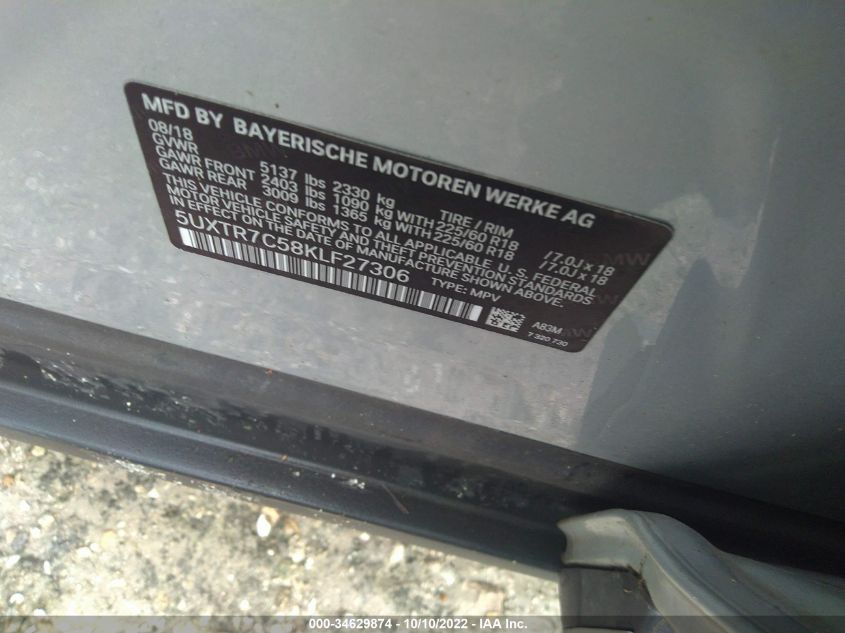 MFD BY BAYERISCHE MOTOREN WERKE AG
08/18
GVWR 5137 lbs 2330 kg TIRE / RIM
GAWR FRONT 2403 lbs 1090 kg WITH 225/60 R18 /7.0J x 18
GAWR REAR 3009 lbs 1365 kg WITH 225/60 R18 /7.0J x 18
THIS VEHICLE CONFORMS TO ALL APPLICABLE U. S. FEDERAL
MOTOR VEHICLE SAFETY AND THEFT PREVENTION STANDARDS
IN EFFECT ON THE DATE OF MANUFACTURE SHOWN ABOVE.
5UXTR7C58KLF27306 TYPE: MPV
A83M
7 320 730
000-34629874 | 10/10/2022 - IAA Inc.